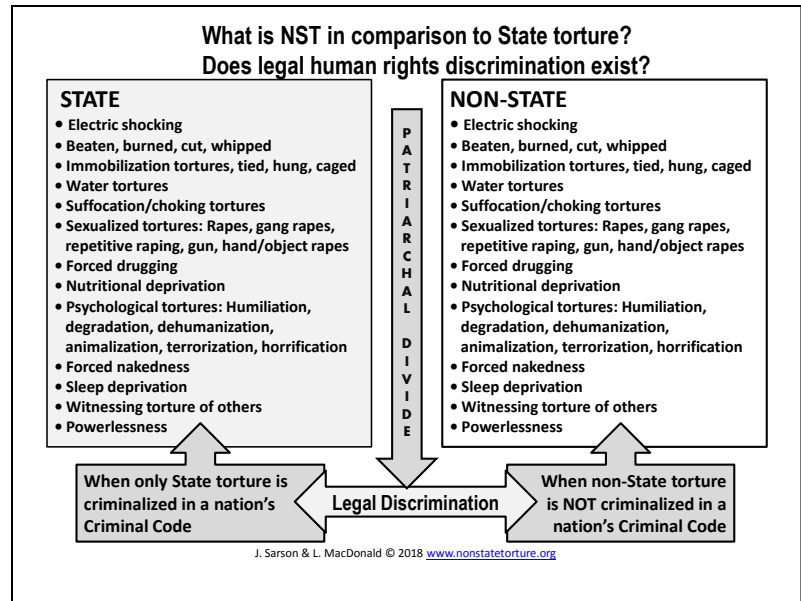 What is NST in comparison to State torture?
Does legal human rights discrimination exist?
STATE
• Electric shocking
• Beaten, burned, cut, whipped
• Immobilization tortures, tied, hung, caged
• Water tortures
• Suffocation/choking tortures
• Sexualized tortures: Rapes, gang rapes,
repetitive raping, gun, hand/object rapes
• Forced drugging
• Nutritional deprivation
• Psychological tortures: Humiliation,
degradation, dehumanization,
animalization, terrorization, horrification
• Forced nakedness
• Sleep deprivation
• Witnessing torture of others
• Powerlessness
PATRIARCHAL DIVIDE
NON-STATE
• Electric shocking
• Beaten, burned, cut, whipped
• Immobilization tortures, tied, hung, caged
• Water tortures
• Suffocation/choking tortures
• Sexualized tortures: Rapes, gang rapes,
repetitive raping, gun, hand/object rapes
• Forced drugging
• Nutritional deprivation
• Psychological tortures: Humiliation,
degradation, dehumanization,
animalization, terrorization, horrification
• Forced nakedness
• Sleep deprivation
• Witnessing torture of others
• Powerlessness
When only State torture is
criminalized in a nation's
Criminal Code
Legal Discrimination
When non-State torture
is NOT criminalized in a
nation's Criminal Code
J. Sarson & L. MacDonald © 2018 www.nonstatetorture.org